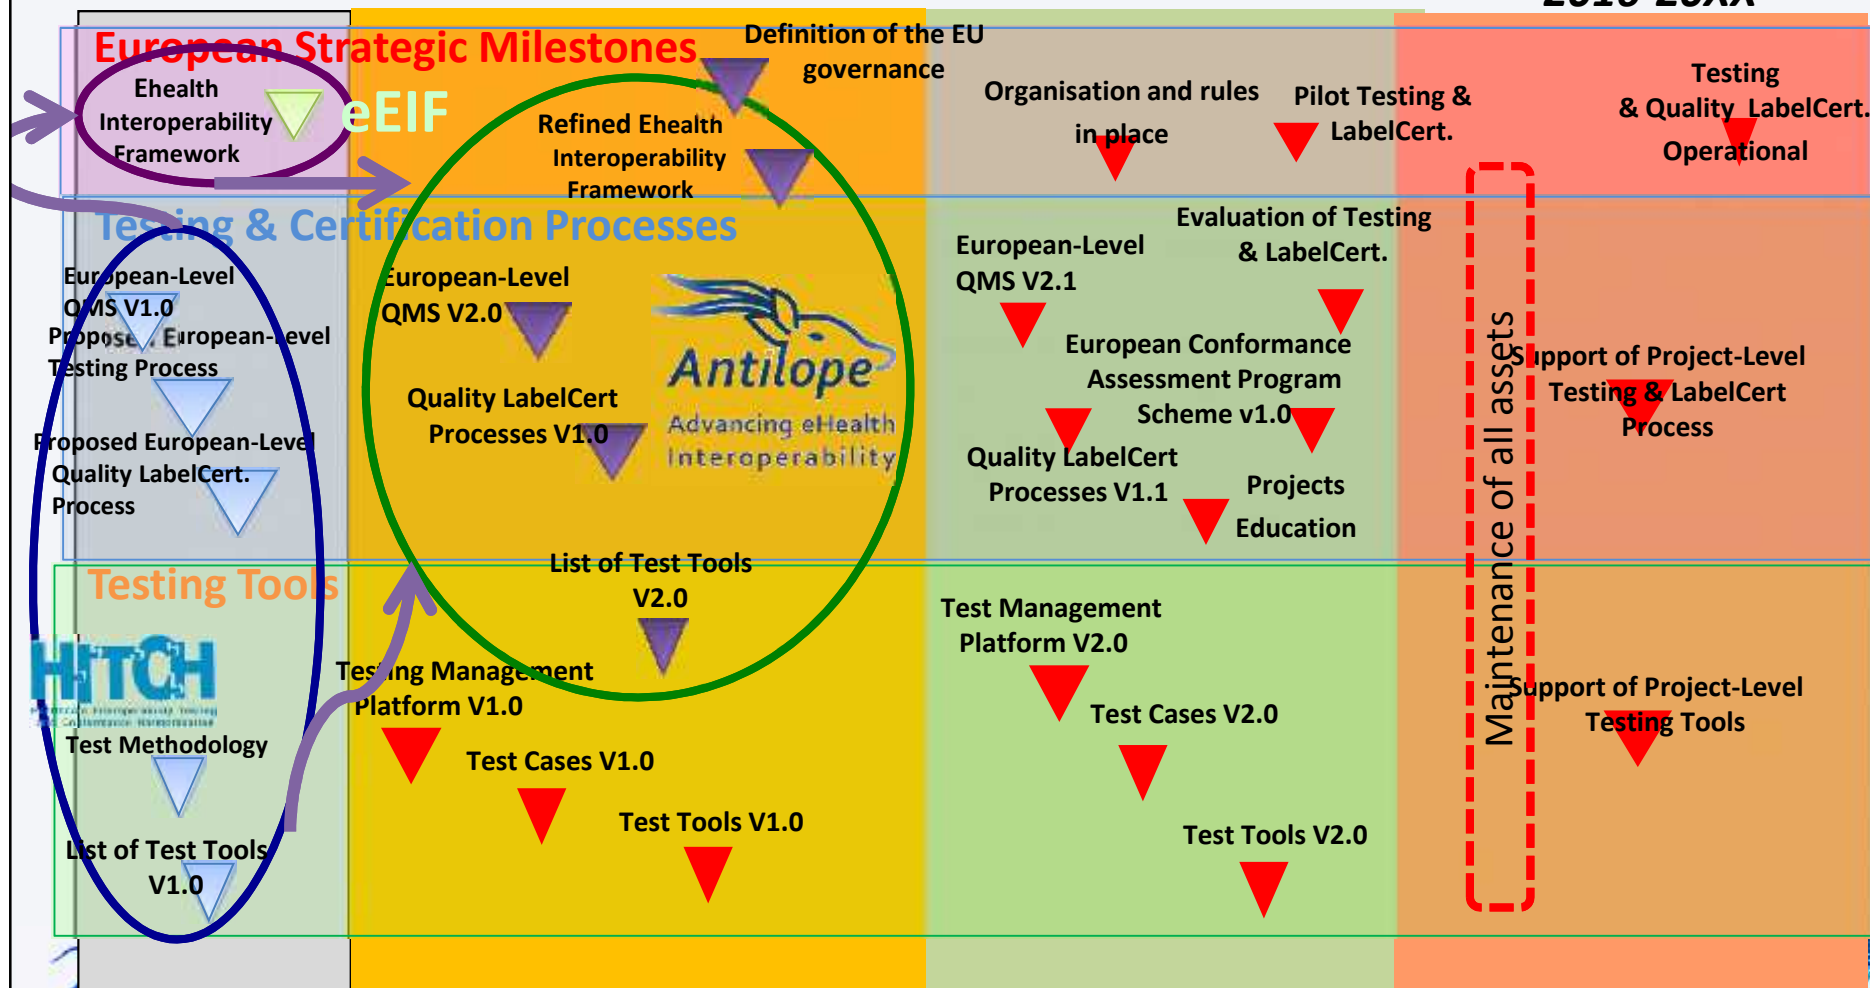 European Strategic Milestones
Ehealth
Interoperability
Framework
eEIF
Definition of the EU
governance
Refined Ehealth
Interoperability
Framework
Organisation and rules
in place
Pilot Testing &
LabelCert.
Testing
& Quality LabelCert.
Operational
Testing & Certification Processes
European-Level
QMS V1.0
Proposed European-Level
Testing Process
Proposed European-Level
Quality LabelCert.
Process
European-Level
QMS V2.0
Quality LabelCert
Processes V1.0
Antilope
Advancing eHealth
Interoperability
European-Level
QMS V2.1
Evaluation of Testing
& LabelCert.
European Conformance
Assessment Program
Scheme v1.0
Quality LabelCert
Processes V1.1
Projects
Education
Maintenance of all assets
Support of Project-Level
Testing & LabelCert
Process
List of Test Tools
V2.0
Testing Tools
HITCH
Test Methodology
List of Test Tools
V1.0
Testing Management
Platform V1.0
Test Cases V1.0
Test Tools V1.0
Test Management
Platform V2.0
Test Cases V2.0
Test Tools V2.0
Support of Project-Level
Testing Tools